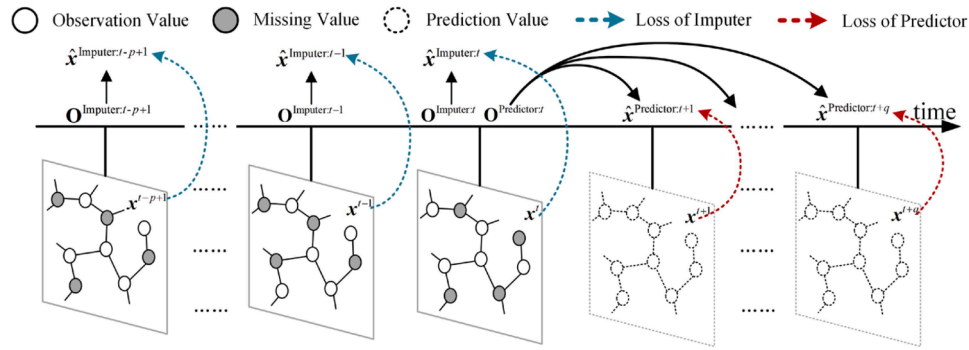 Observation Value Missing Value Prediction Value Loss of Imputer Loss of Predictor
x̂^Imputer:t-p+1 x̂^Imputer:t-1 x̂^Imputer:t
O^Imputer:t-p+1 O^Imputer:t-1 O^Imputer:t O^Predictor:t x̂^Predictor:t+1 x̂^Predictor:t+q time
...... ......
x^t-p+1 ...... x^t-1 x^t x^t+1 ...... x^t+q
...... ......
...... ......